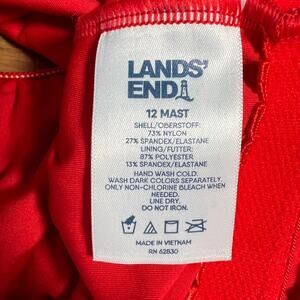 LANDS'
END
12 MAST
SHELL/OBERSTOFF:
73% NYLON
27% SPANDEX/ELASTANE
LINING/FUTTER:
87% POLYESTER
13% SPANDEX/ELASTANE
HAND WASH COLD.
WASH DARK COLORS SEPARATELY.
ONLY NON-CHLORINE BLEACH WHEN
NEEDED.
LINE DRY.
DO NOT IRON.
MADE IN VIETNAM
RN 62830